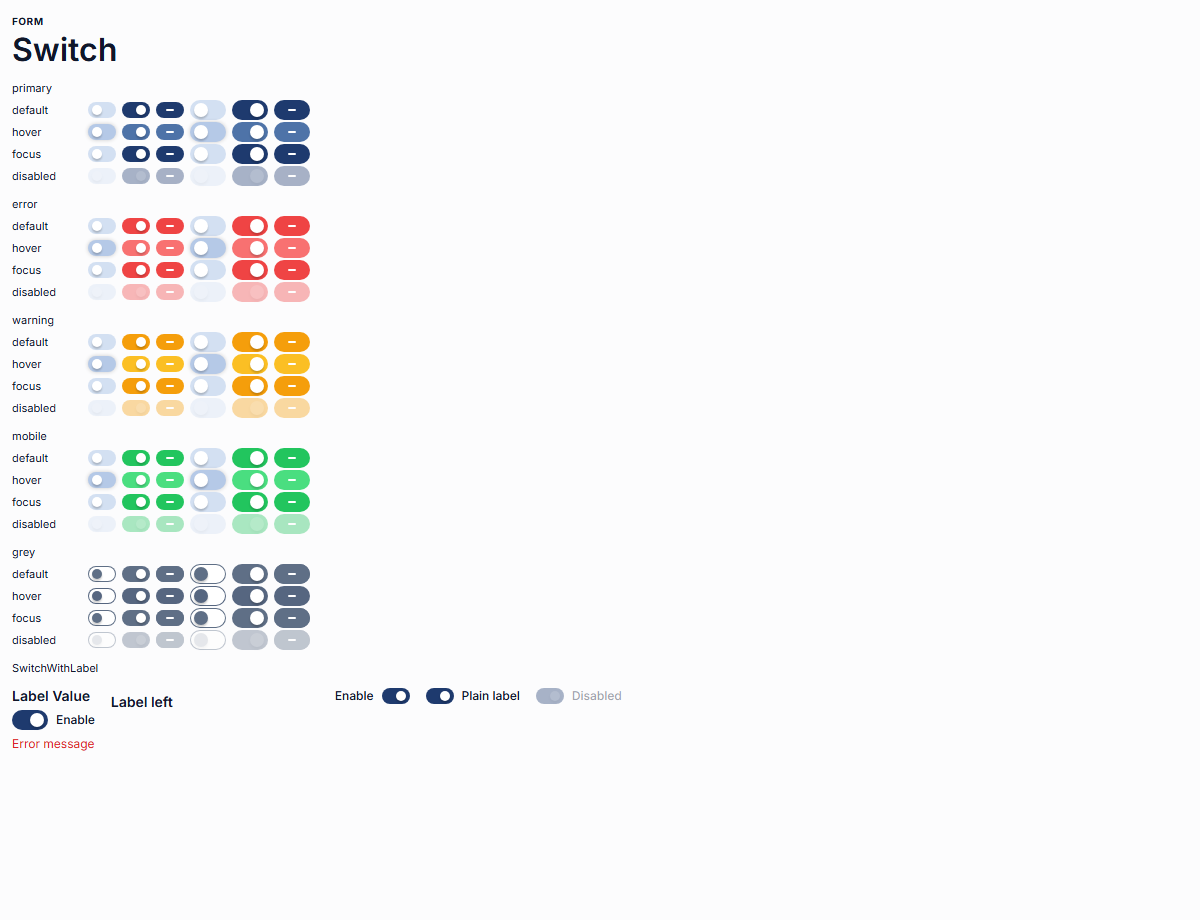 FORM
Switch
primary
default
hover
focus
disabled
error
default
hover
focus
disabled
warning
default
hover
focus
disabled
mobile
default
hover
focus
disabled
grey
default
hover
focus
disabled
SwitchWithLabel
Label Value
Enable
Error message
Label left
Enable
Plain label
Disabled